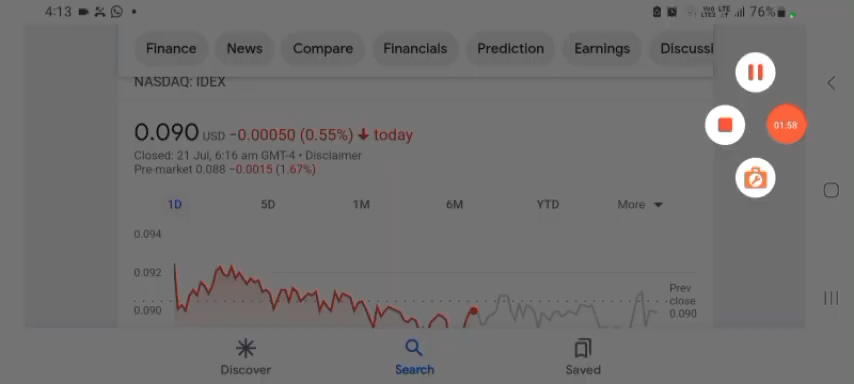 4:13
Vo0 LTE
LTE2
76%
Finance News Compare Financials Prediction Earnings Discussi
NASDAQ: IDEX
0.090 USD −0.00050 (0.55%) today
Closed: 21 Jul, 6:16 am GMT-4 • Disclaimer
Pre-market 0.088 −0.0015 (1.67%)
01:58
1D 5D 1M 6M YTD More
0.094
0.092
0.090
Prev
close
0.090
Discover Search Saved